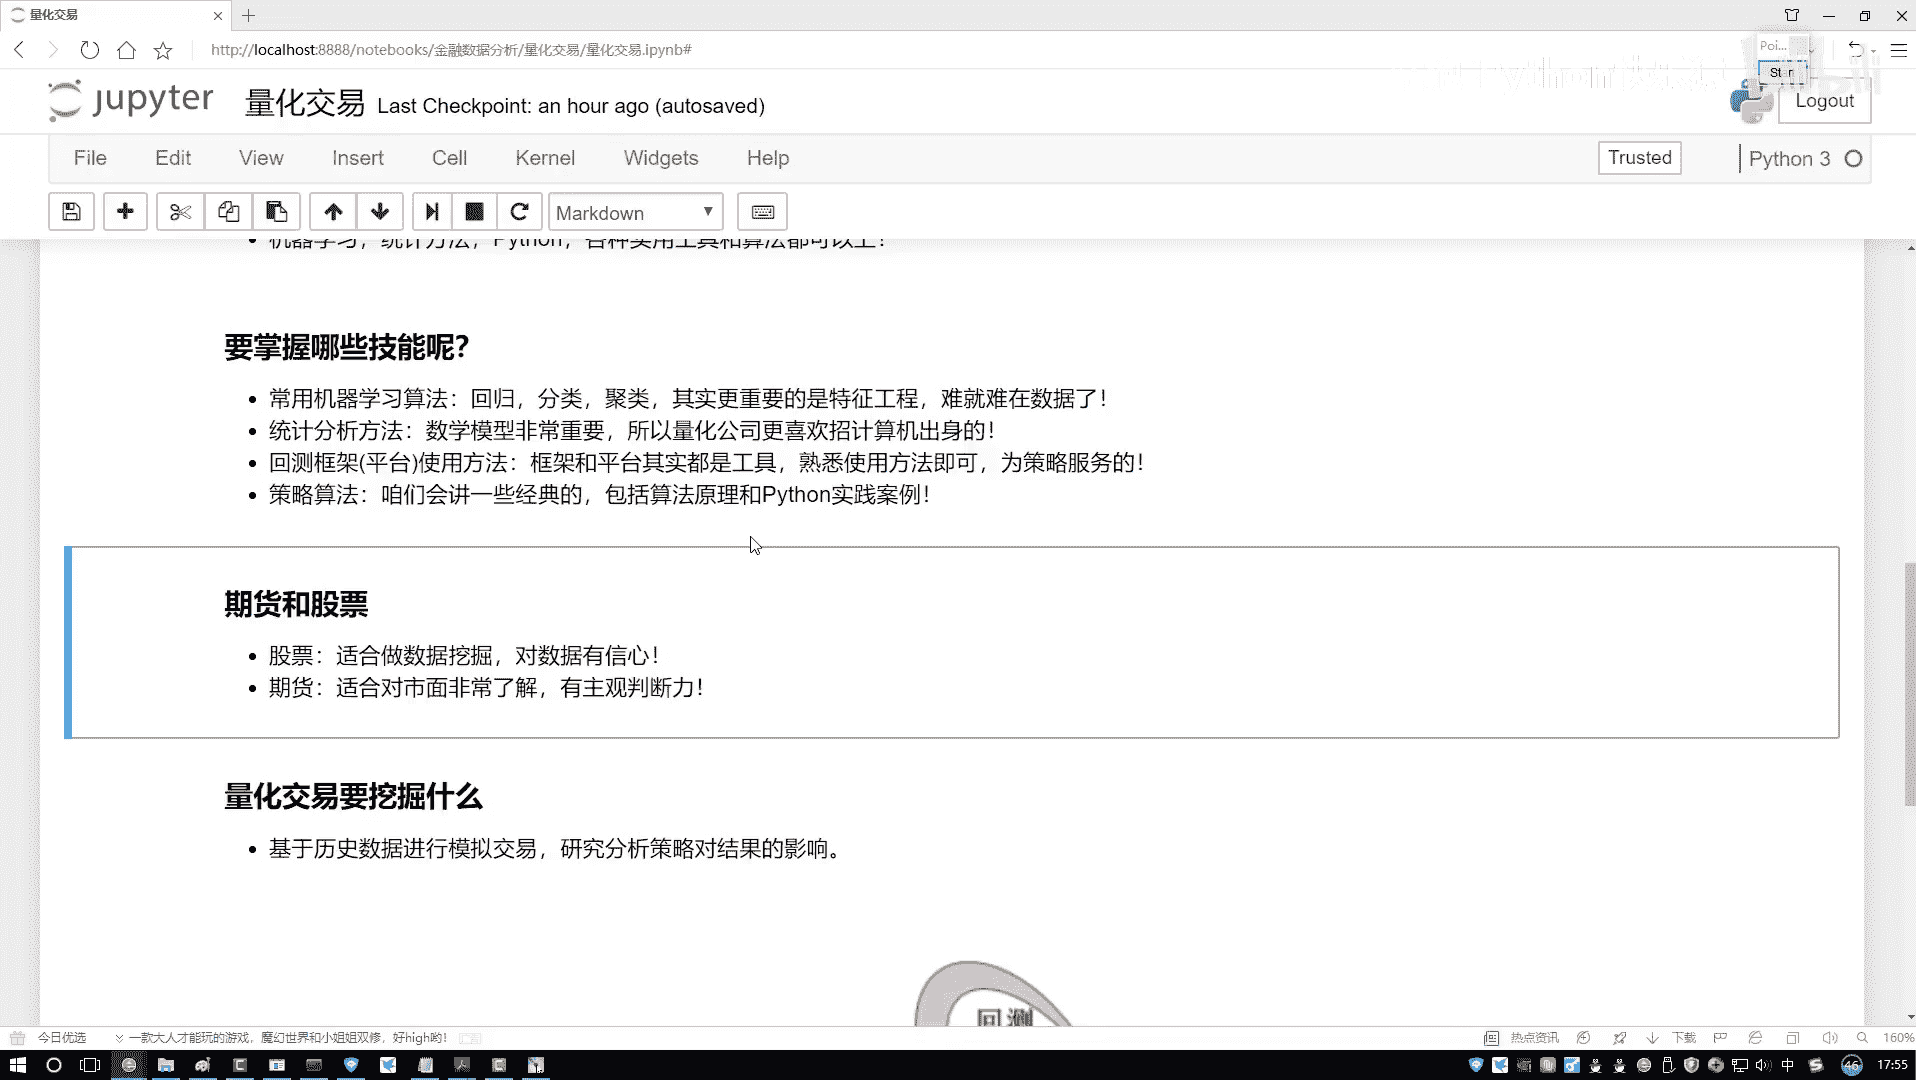 量化交易
http://localhost:8888/notebooks/金融数据分析/量化交易/量化交易.ipynb#
Poi...
Star
jupyter 量化交易 Last Checkpoint: an hour ago (autosaved)
Logout
File Edit View Insert Cell Kernel Widgets Help
Trusted Python 3
Markdown
机器学习，统计方法，Python，各种实用工具和算法都可以上！
要掌握哪些技能呢？
常用机器学习算法：回归，分类，聚类，其实更重要的是特征工程，难就难在数据了！
统计分析方法：数学模型非常重要，所以量化公司更喜欢招计算机出身的！
回测框架(平台)使用方法：框架和平台其实都是工具，熟悉使用方法即可，为策略服务的！
策略算法：咱们会讲一些经典的，包括算法原理和Python实践案例！
期货和股票
股票：适合做数据挖掘，对数据有信心！
期货：适合对市面非常了解，有主观判断力！
量化交易要挖掘什么
基于历史数据进行模拟交易，研究分析策略对结果的影响。
回测
今日优选 一款大人才能玩的游戏，魔幻世界和小姐姐双修，好high哟！
热点资讯 下载 160%
中 46 17:55